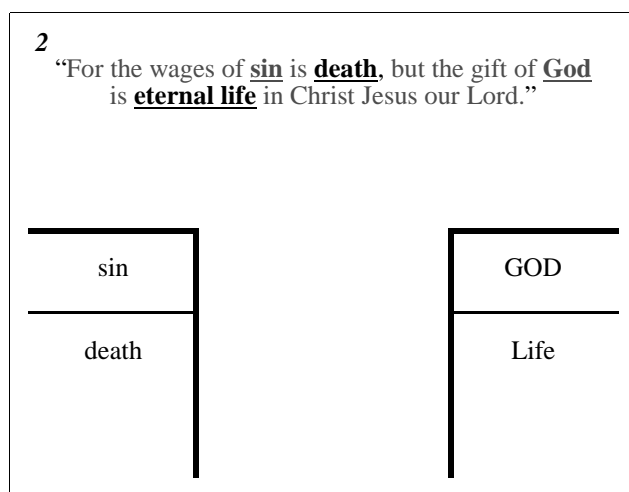 2
“For the wages of sin is death, but the gift of God
is eternal life in Christ Jesus our Lord.”
sin
GOD
death
Life